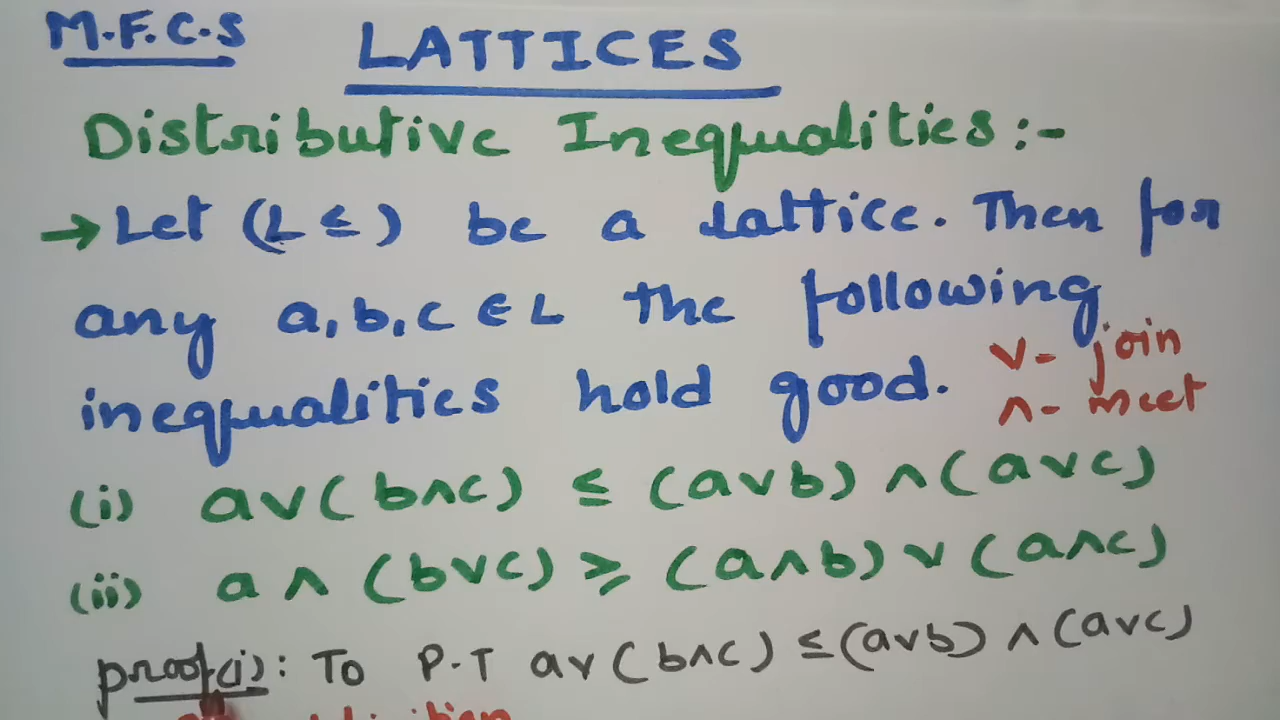 M.F.C.S LATTICES
Distributive Inequalities:-
→ Let (L ≤) be a lattice. Then for
any a, b, c ∈ L the following
v- join
inequalities hold good.
∧- meet
(i) a∨(b∧c) ≤ (a∨b) ∧ (a∨c)
(ii) a ∧ (b∨c) ≥ (a∧b) ∨ (a∧c)
proof(i): To P.T a∨(b∧c) ≤ (a∨b) ∧ (a∨c)